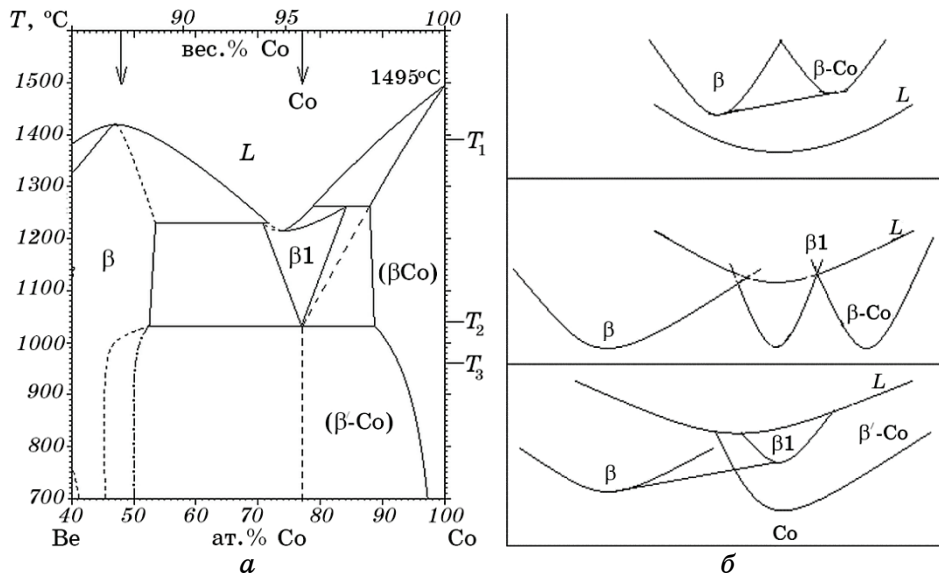 T, °C
90 95 100
вес.% Co
1495°C
Co
1500
1400
1300
1200
1100
1000
900
800
700
L
T1
T2
T3
β
β1
(βCo)
(β′-Co)
40 50 60 70 80 90 100
Be ат.% Co Co
а
β
β-Co
L
L
β1
β
β-Co
L
β1
β′-Co
β
Co
б